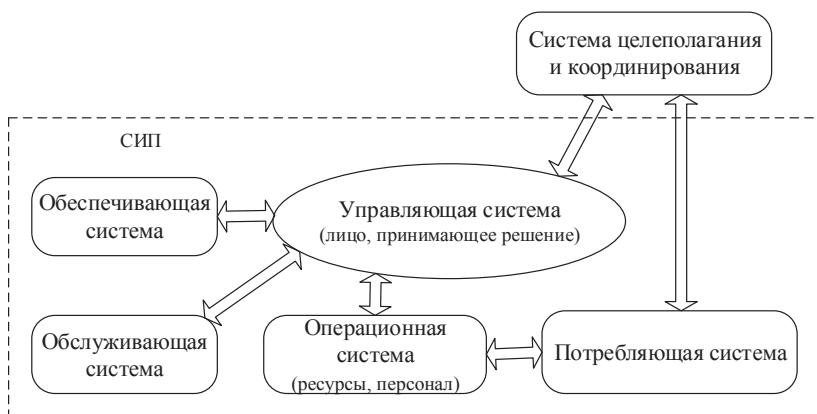 Система целеполагания
и координирования
СИП
Обеспечивающая
система
Управляющая система
(лицо, принимающее решение)
Обслуживающая
система
Операционная
система
(ресурсы, персонал)
Потребляющая система